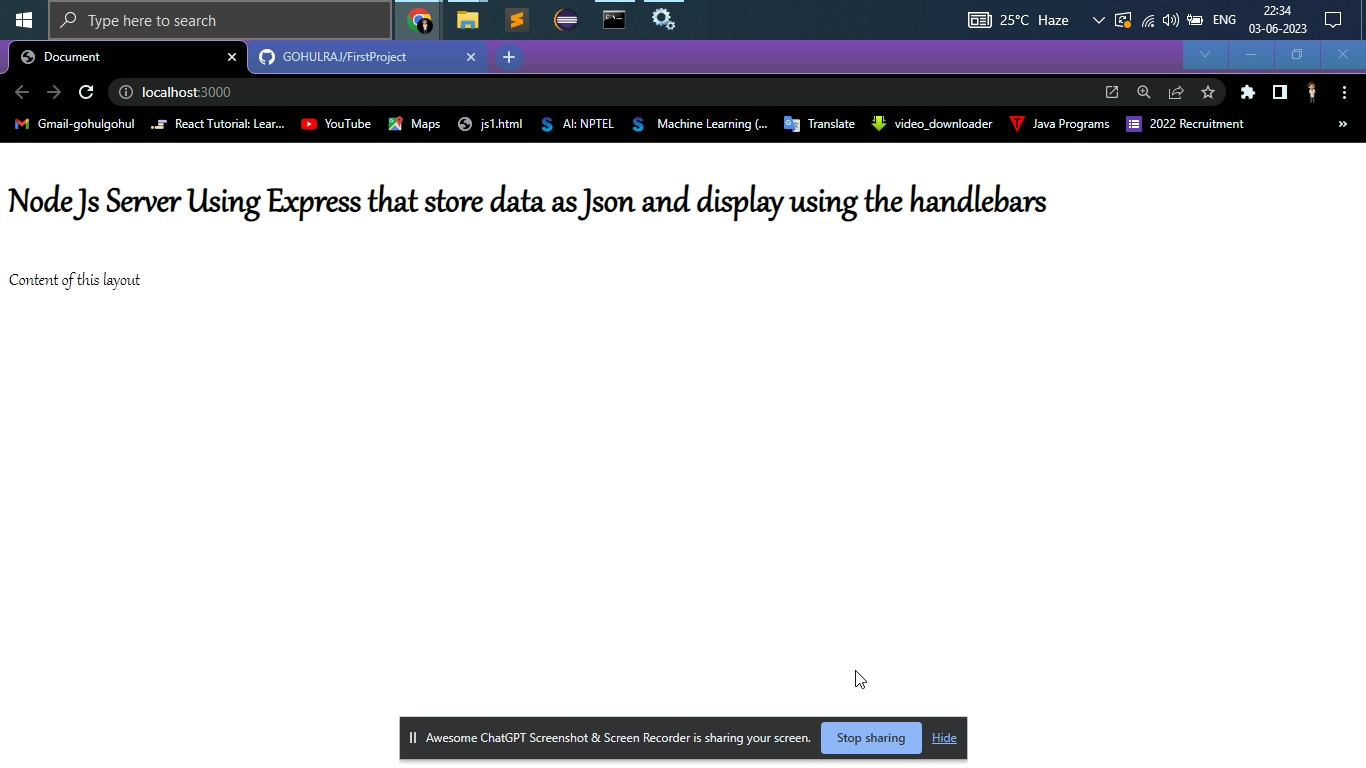 Type here to search
25°C Haze
ENG
22:34
03-06-2023
Document
GOHULRAJ/FirstProject
localhost:3000
Gmail-gohulgohul
React Tutorial: Lear...
YouTube
Maps
js1.html
AI: NPTEL
Machine Learning (...
Translate
video_downloader
Java Programs
2022 Recruitment
»
Node Js Server Using Express that store data as Json and display using the handlebars
Content of this layout
Awesome ChatGPT Screenshot & Screen Recorder is sharing your screen.
Stop sharing
Hide